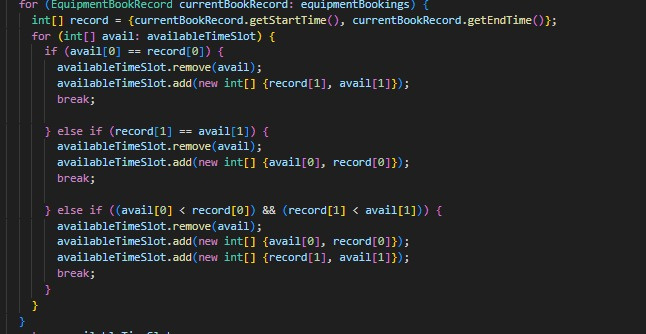 for (EquipmentBookRecord currentBookRecord: equipmentBookings) {
int[] record = {currentBookRecord.getStartTime(), currentBookRecord.getEndTime()};
for (int[] avail: availableTimeSlot) {
if (avail[0] == record[0]) {
availableTimeSlot.remove(avail);
availableTimeSlot.add(new int[] {record[1], avail[1]});
break;
} else if (record[1] == avail[1]) {
availableTimeSlot.remove(avail);
availableTimeSlot.add(new int[] {avail[0], record[0]});
break;
} else if ((avail[0] < record[0]) && (record[1] < avail[1])) {
availableTimeSlot.remove(avail);
availableTimeSlot.add(new int[] {avail[0], record[0]});
availableTimeSlot.add(new int[] {record[1], avail[1]});
break;
}
}
}